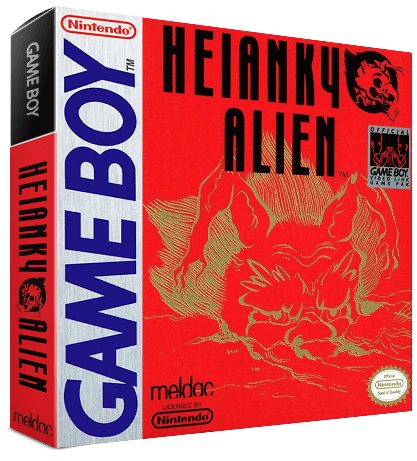 GAME BOY
HEIANKYO ALIEN
meldac
Nintendo
GAME BOY
TM
HEIANKYO
ALIEN
TM
OFFICIAL
GAME BOY
VIDEO LINK
GAME PAK
meldac
LICENSED BY
Nintendo
Official
Nintendo
Seal of Quality